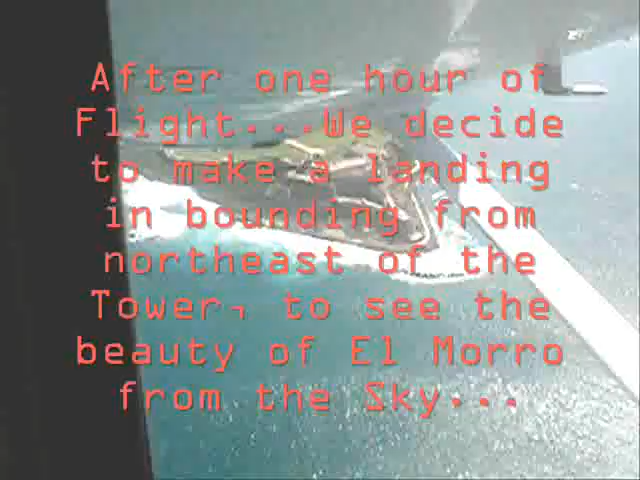 After one hour of
Flight...We decide
to make a landing
in bounding from
northeast of the
Tower, to see the
beauty of El Morro
from the Sky...